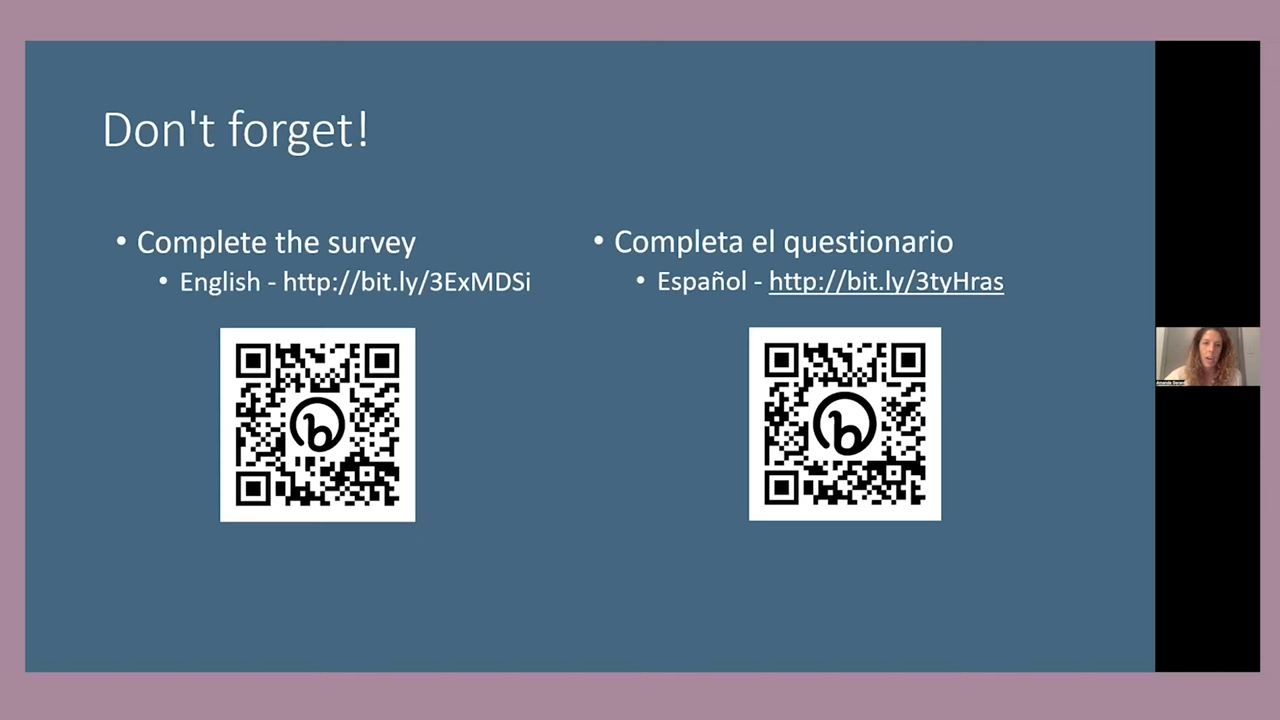 Don't forget!
• Complete the survey
• English - http://bit.ly/3ExMDSi
• Completa el questionario
• Español - http://bit.ly/3tyHras